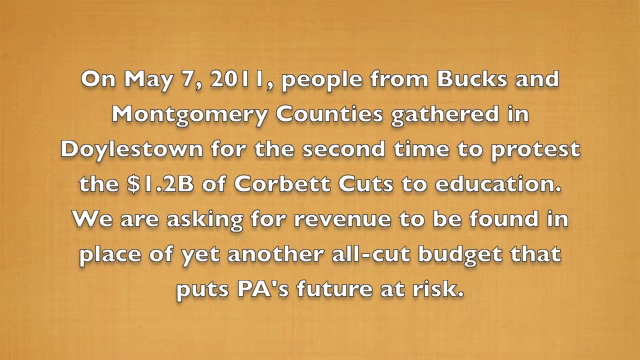 On May 7, 2011, people from Bucks and
Montgomery Counties gathered in
Doylestown for the second time to protest
the $1.2B of Corbett Cuts to education.
We are asking for revenue to be found in
place of yet another all-cut budget that
puts PA's future at risk.